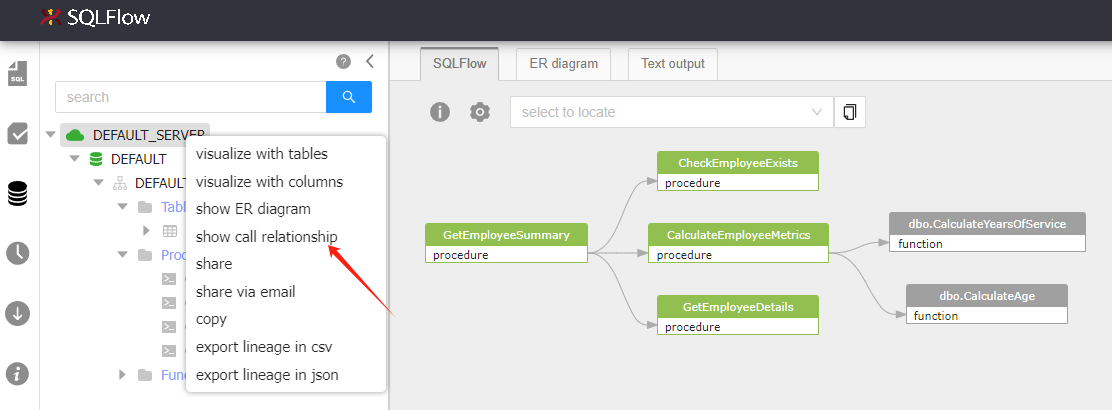 SQLFlow
SQL
search
DEFAULT_SERVER
DEFAULT
DEFAULT
Tabl
Proc
Func
visualize with tables
visualize with columns
show ER diagram
show call relationship
share
share via email
copy
export lineage in csv
export lineage in json
SQLFlow
ER diagram
Text output
select to locate
GetEmployeeSummary
procedure
CheckEmployeeExists
procedure
CalculateEmployeeMetrics
procedure
GetEmployeeDetails
procedure
dbo.CalculateYearsOfService
function
dbo.CalculateAge
function